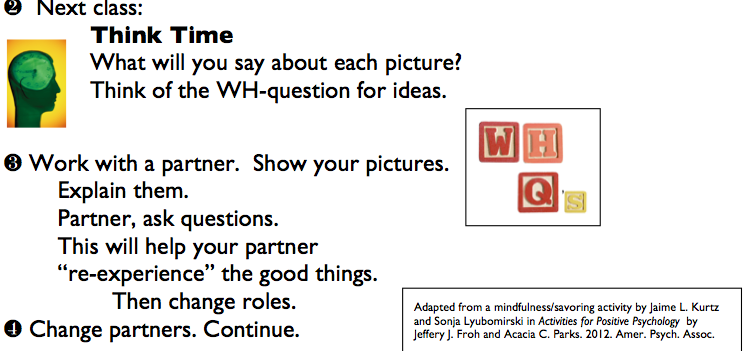 ❷ Next class:
Think Time
What will you say about each picture?
Think of the WH-question for ideas.
WH
Q's
❸ Work with a partner. Show your pictures.
Explain them.
Partner, ask questions.
This will help your partner
“re-experience” the good things.
Then change roles.
❹ Change partners. Continue.
Adapted from a mindfulness/savoring activity by Jaime L. Kurtz
and Sonja Lyubomirski in Activities for Positive Psychology by
Jeffery J. Froh and Acacia C. Parks. 2012. Amer. Psych. Assoc.